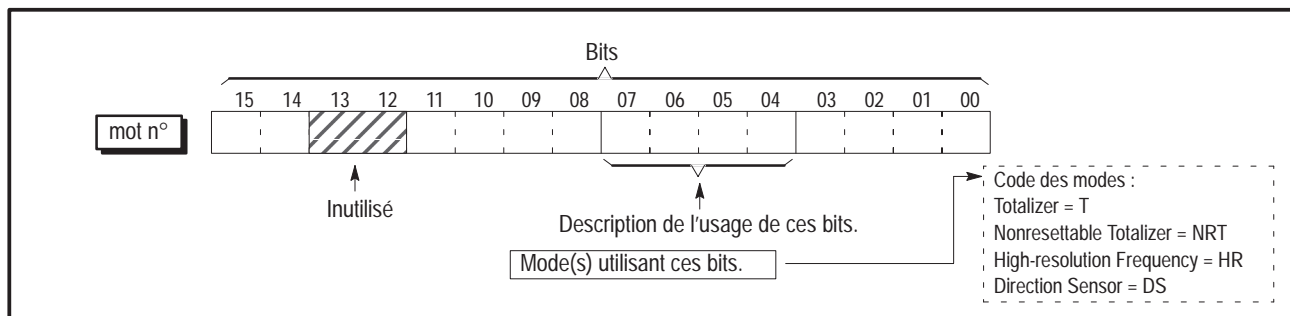 Bits
15 14 13 12 11 10 09 08 07 06 05 04 03 02 01 00
mot n°
Inutilisé
Description de l'usage de ces bits.
Mode(s) utilisant ces bits.
Code des modes :
Totalizer = T
Nonresettable Totalizer = NRT
High-resolution Frequency = HR
Direction Sensor = DS